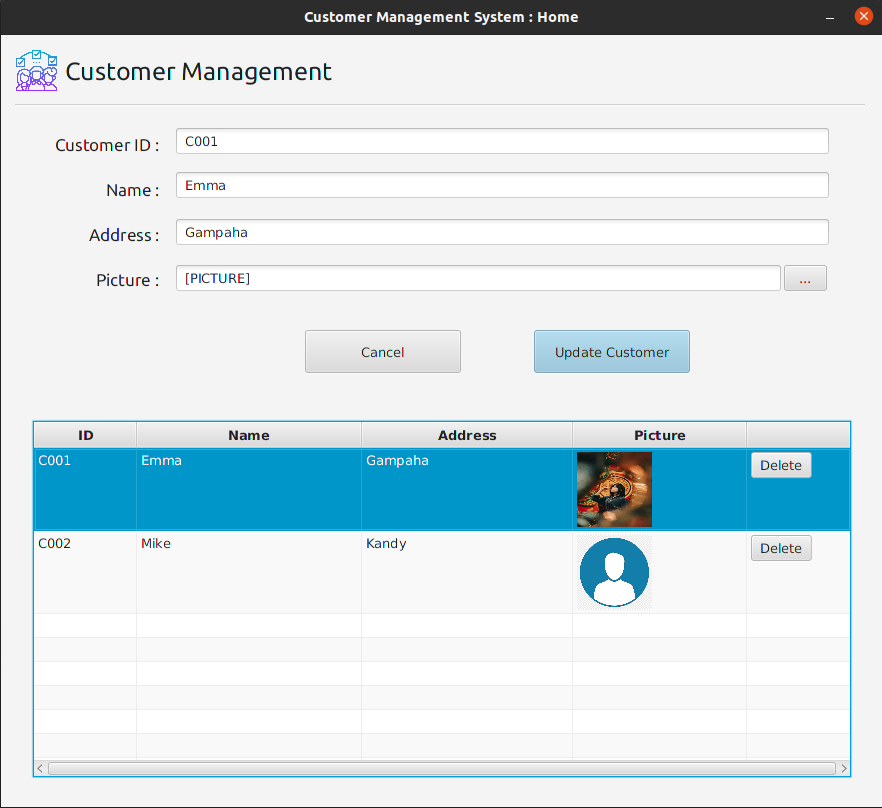 Customer Management System : Home
Customer Management
Customer ID : C001
Name : Emma
Address : Gampaha
Picture : [PICTURE] ...
Cancel Update Customer
ID Name Address Picture
C001 Emma Gampaha Delete
C002 Mike Kandy Delete